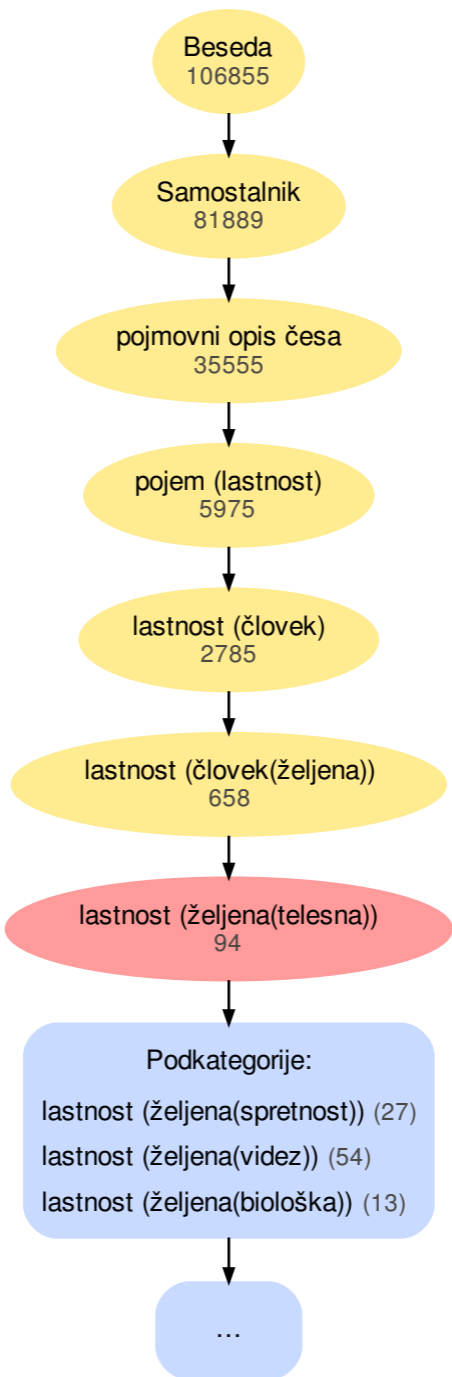 Beseda
106855
Samostalnik
81889
pojmovni opis česa
35555
pojem (lastnost)
5975
lastnost (človek)
2785
lastnost (človek(željena))
658
lastnost (željena(telesna))
94
Podkategorije:
lastnost (željena(spretnost)) (27)
lastnost (željena(videz)) (54)
lastnost (željena(biološka)) (13)
...